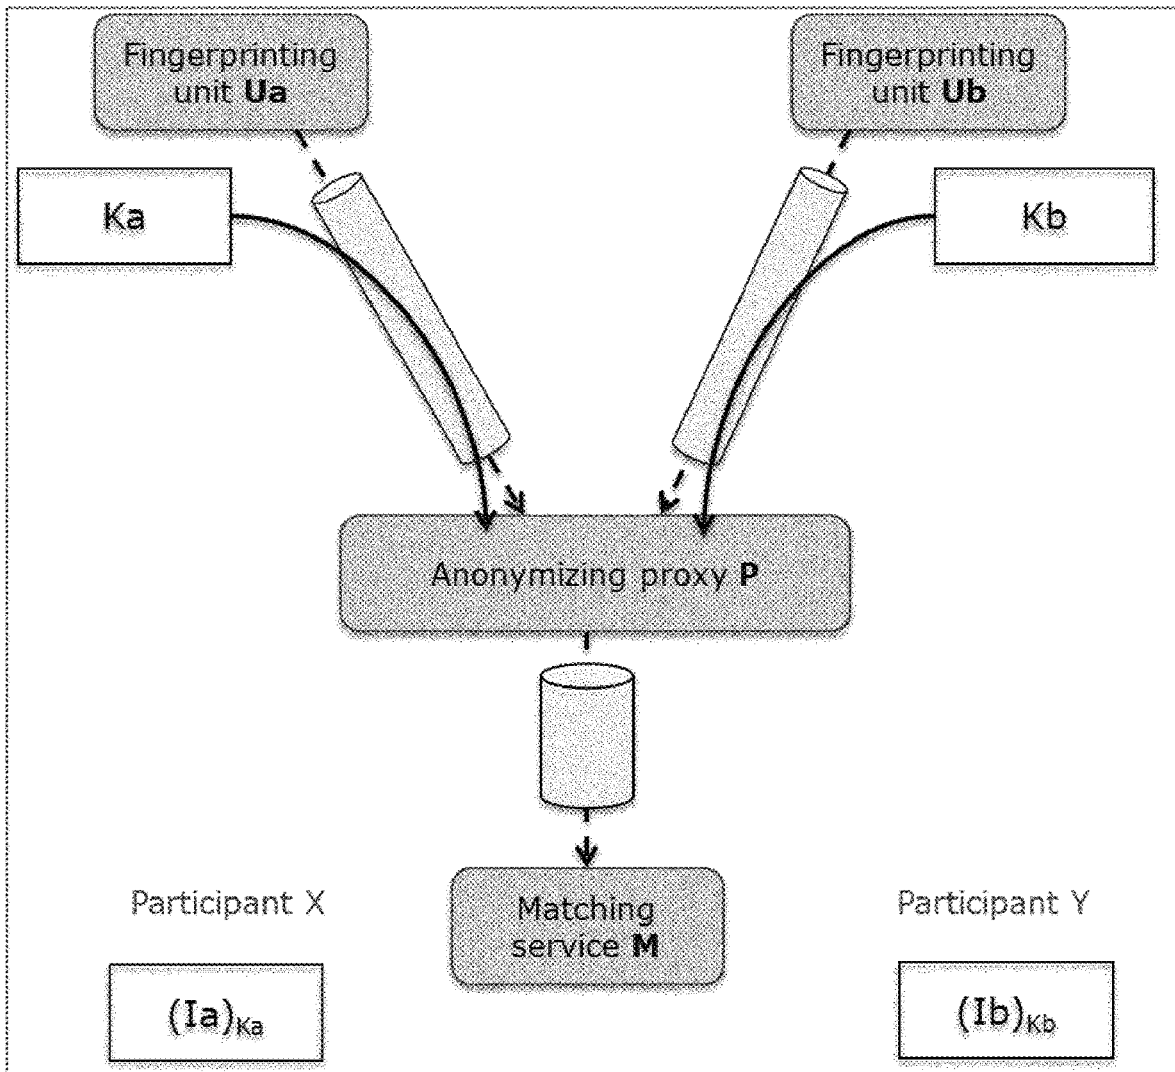 Fingerprinting
unit Ua
Fingerprinting
unit Ub
Ka
Kb
Anonymizing proxy P
Matching
service M
Participant X
Participant Y
(Ia)Ka
(Ib)Kb